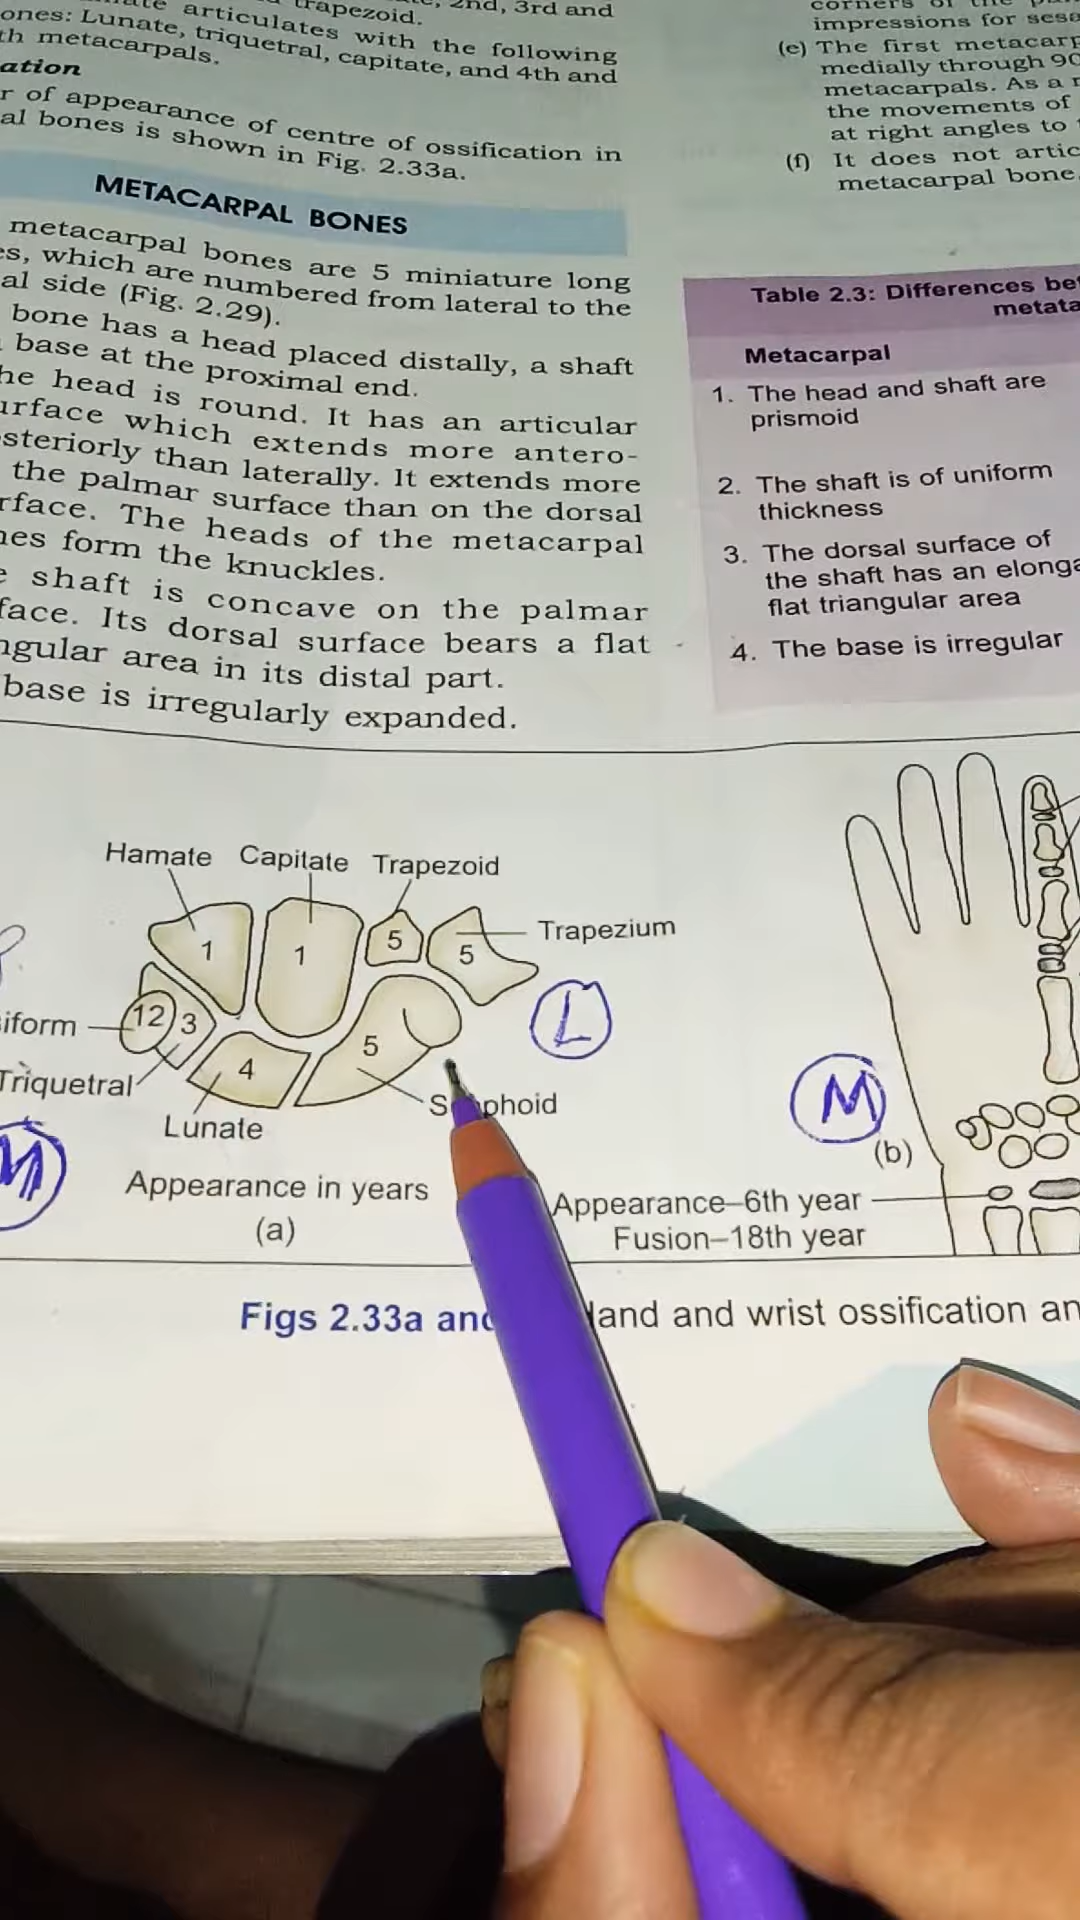 2nd, 3rd and
trapezoid.
articulates with the following
ones: Lunate, triquetral, capitate, and 4th and
th metacarpals.
ation
r of appearance of centre of ossification in
al bones is shown in Fig. 2.33a.
METACARPAL BONES
metacarpal bones are 5 miniature long
es, which are numbered from lateral to the
al side (Fig. 2.29).
bone has a head placed distally, a shaft
base at the proximal end.
he head is round. It has an articular
urface which extends more antero-
steriorly than laterally. It extends more
the palmar surface than on the dorsal
rface. The heads of the metacarpal
nes form the knuckles.
e shaft is concave on the palmar
face. Its dorsal surface bears a flat
ngular area in its distal part.
base is irregularly expanded.
corners of the
impressions for sesa
(e) The first metacarp
medially through 90
metacarpals. As a r
the movements of
at right angles to
(f) It does not artic
metacarpal bone.
Table 2.3: Differences be
metata
Metacarpal
1. The head and shaft are
prismoid
2. The shaft is of uniform
thickness
3. The dorsal surface of
the shaft has an elonga
flat triangular area
4. The base is irregular
Hamate Capitate Trapezoid
Trapezium
1 1 5 5
L
iform 12 3
4 5
Triquetral
Lunate
S phoid
M
Appearance in years
(a)
M
(b)
Appearance–6th year
Fusion–18th year
Figs 2.33a and Hand and wrist ossification an